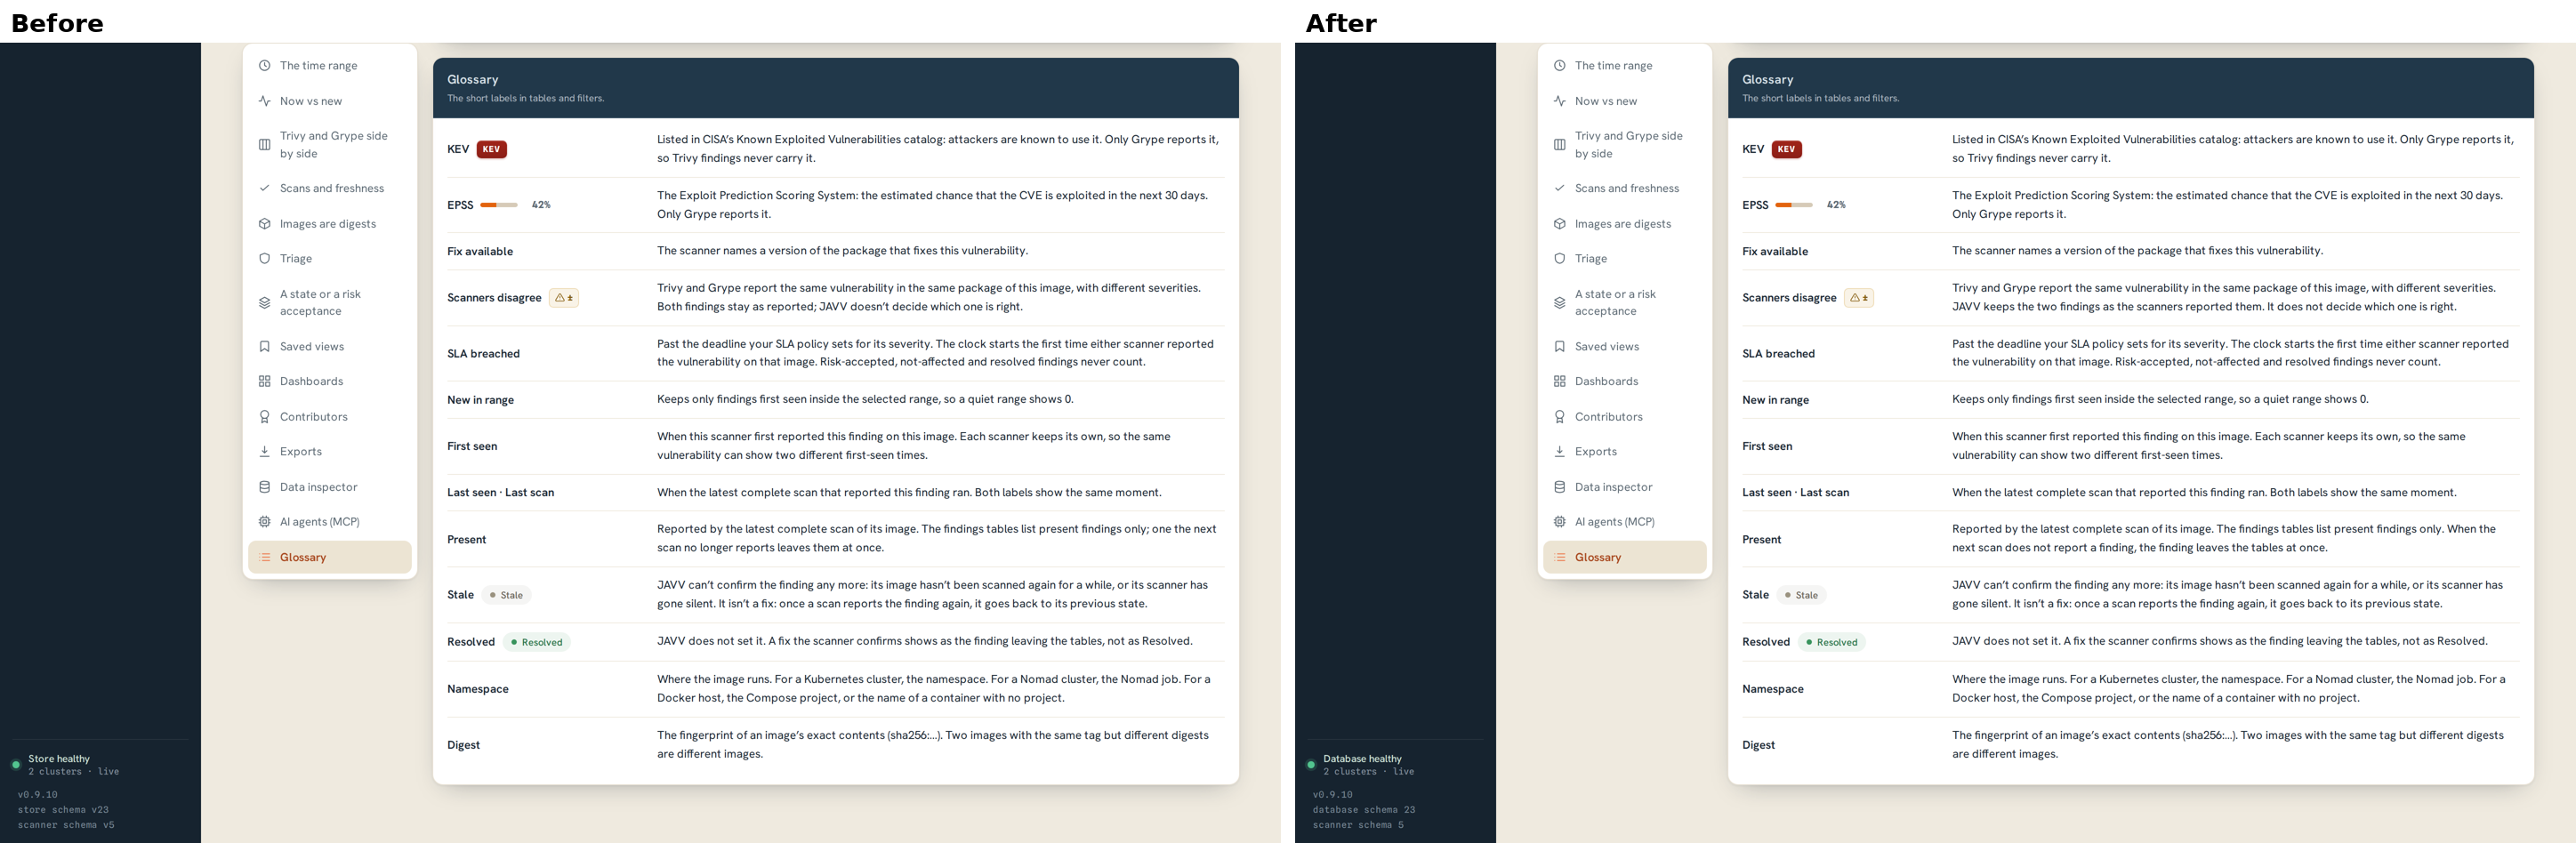 Before
The time range
Now vs new
Trivy and Grype side
by side
Scans and freshness
Images are digests
Triage
A state or a risk
acceptance
Saved views
Dashboards
Contributors
Exports
Data inspector
AI agents (MCP)
Glossary
Store healthy
2 clusters · live
v0.9.10
store schema v23
scanner schema v5
Glossary
The short labels in tables and filters.
KEV KEV
Listed in CISA’s Known Exploited Vulnerabilities catalog: attackers are known to use it. Only Grype reports it,
so Trivy findings never carry it.
EPSS 42%
The Exploit Prediction Scoring System: the estimated chance that the CVE is exploited in the next 30 days.
Only Grype reports it.
Fix available
The scanner names a version of the package that fixes this vulnerability.
Scanners disagree ±
Trivy and Grype report the same vulnerability in the same package of this image, with different severities.
Both findings stay as reported; JAVV doesn’t decide which one is right.
SLA breached
Past the deadline your SLA policy sets for its severity. The clock starts the first time either scanner reported
the vulnerability on that image. Risk-accepted, not-affected and resolved findings never count.
New in range
Keeps only findings first seen inside the selected range, so a quiet range shows 0.
First seen
When this scanner first reported this finding on this image. Each scanner keeps its own, so the same
vulnerability can show two different first-seen times.
Last seen · Last scan
When the latest complete scan that reported this finding ran. Both labels show the same moment.
Present
Reported by the latest complete scan of its image. The findings tables list present findings only; one the next
scan no longer reports leaves them at once.
Stale Stale
JAVV can’t confirm the finding any more: its image hasn’t been scanned again for a while, or its scanner has
gone silent. It isn’t a fix: once a scan reports the finding again, it goes back to its previous state.
Resolved Resolved
JAVV does not set it. A fix the scanner confirms shows as the finding leaving the tables, not as Resolved.
Namespace
Where the image runs. For a Kubernetes cluster, the namespace. For a Nomad cluster, the Nomad job. For a
Docker host, the Compose project, or the name of a container with no project.
Digest
The fingerprint of an image’s exact contents (sha256:…). Two images with the same tag but different digests
are different images.
After
The time range
Now vs new
Trivy and Grype side
by side
Scans and freshness
Images are digests
Triage
A state or a risk
acceptance
Saved views
Dashboards
Contributors
Exports
Data inspector
AI agents (MCP)
Glossary
Database healthy
2 clusters · live
v0.9.10
database schema 23
scanner schema 5
Glossary
The short labels in tables and filters.
KEV KEV
Listed in CISA’s Known Exploited Vulnerabilities catalog: attackers are known to use it. Only Grype reports it,
so Trivy findings never carry it.
EPSS 42%
The Exploit Prediction Scoring System: the estimated chance that the CVE is exploited in the next 30 days.
Only Grype reports it.
Fix available
The scanner names a version of the package that fixes this vulnerability.
Scanners disagree ±
Trivy and Grype report the same vulnerability in the same package of this image, with different severities.
JAVV keeps the two findings as the scanners reported them. It does not decide which one is right.
SLA breached
Past the deadline your SLA policy sets for its severity. The clock starts the first time either scanner reported
the vulnerability on that image. Risk-accepted, not-affected and resolved findings never count.
New in range
Keeps only findings first seen inside the selected range, so a quiet range shows 0.
First seen
When this scanner first reported this finding on this image. Each scanner keeps its own, so the same
vulnerability can show two different first-seen times.
Last seen · Last scan
When the latest complete scan that reported this finding ran. Both labels show the same moment.
Present
Reported by the latest complete scan of its image. The findings tables list present findings only. When the
next scan does not report a finding, the finding leaves the tables at once.
Stale Stale
JAVV can’t confirm the finding any more: its image hasn’t been scanned again for a while, or its scanner has
gone silent. It isn’t a fix: once a scan reports the finding again, it goes back to its previous state.
Resolved Resolved
JAVV does not set it. A fix the scanner confirms shows as the finding leaving the tables, not as Resolved.
Namespace
Where the image runs. For a Kubernetes cluster, the namespace. For a Nomad cluster, the Nomad job. For a
Docker host, the Compose project, or the name of a container with no project.
Digest
The fingerprint of an image’s exact contents (sha256:…). Two images with the same tag but different digests
are different images.